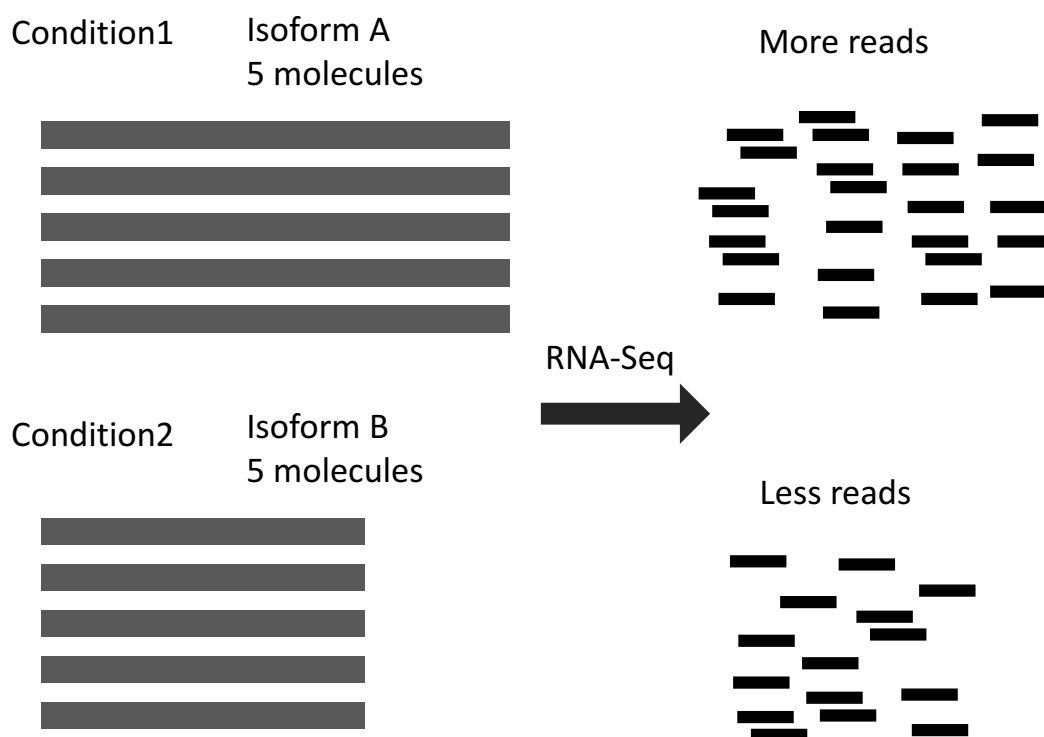 Condition1
Isoform A
5 molecules
More reads
RNA-Seq
Condition2
Isoform B
5 molecules
Less reads